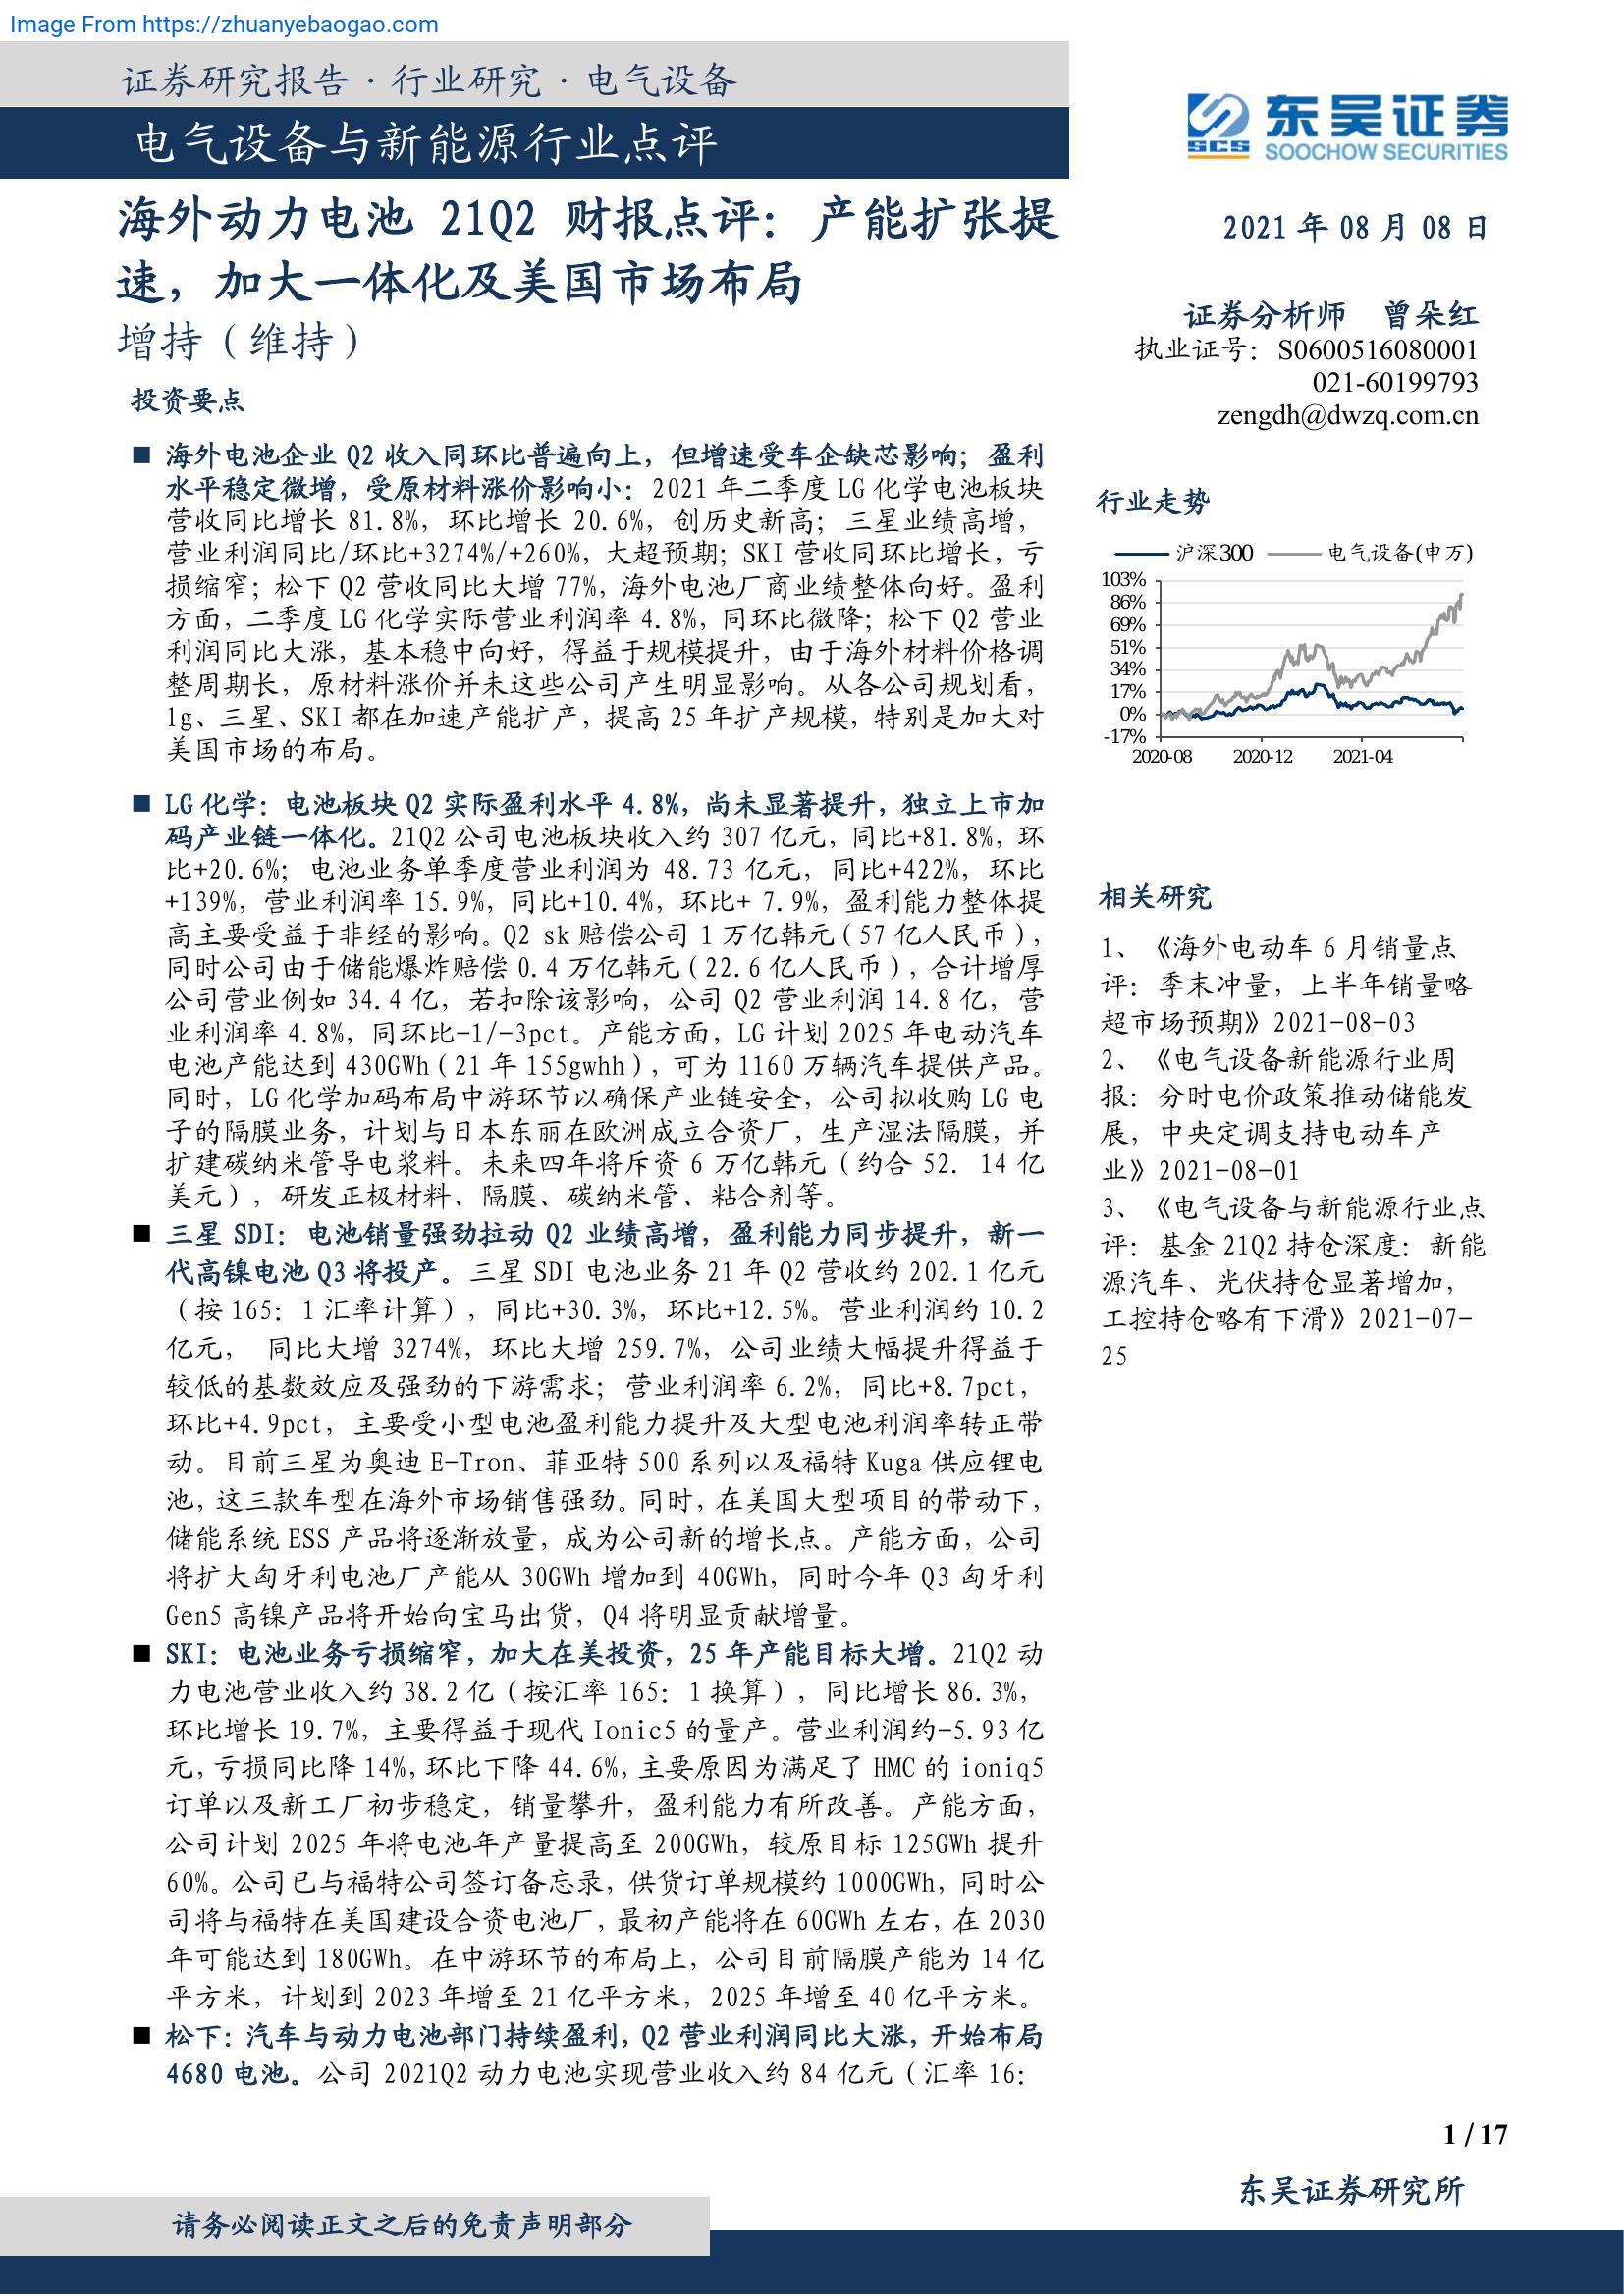 Image From https://zhuanyebaogao.com
证券研究报告·行业研究·电气设备
电气设备与新能源行业点评
东吴证券
SCS
SOOCHOW SECURITIES
海外动力电池 21Q2 财报点评：产能扩张提
速，加大一体化及美国市场布局
增持（维持）
投资要点
■ 海外电池企业 Q2 收入同环比普遍向上，但增速受车企缺芯影响；盈利
水平稳定微增，受原材料涨价影响小：2021 年二季度 LG 化学电池板块
营收同比增长 81.8%，环比增长 20.6%，创历史新高；三星业绩高增，
营业利润同比/环比+3274%/+260%，大超预期；SKI 营收同环比增长，亏
损缩窄；松下 Q2 营收同比大增 77%，海外电池厂商业绩整体向好。盈利
方面，二季度 LG 化学实际营业利润率 4.8%，同环比微降；松下 Q2 营业
利润同比大涨，基本稳中向好，得益于规模提升，由于海外材料价格调
整周期长，原材料涨价并未这些公司产生明显影响。从各公司规划看，
lg、三星、SKI 都在加速产能扩产，提高 25 年扩产规模，特别是加大对
美国市场的布局。
■ LG 化学：电池板块 Q2 实际盈利水平 4.8%，尚未显著提升，独立上市加
码产业链一体化。21Q2 公司电池板块收入约 307 亿元，同比+81.8%，环
比+20.6%；电池业务单季度营业利润为 48.73 亿元，同比+422%，环比
+139%，营业利润率 15.9%，同比+10.4%，环比+ 7.9%，盈利能力整体提
高主要受益于非经的影响。Q2 sk 赔偿公司 1 万亿韩元（57 亿人民币），
同时公司由于储能爆炸赔偿 0.4 万亿韩元（22.6 亿人民币），合计增厚
公司营业例如 34.4 亿，若扣除该影响，公司 Q2 营业利润 14.8 亿，营
业利润率 4.8%，同环比-1/-3pct。产能方面，LG 计划 2025 年电动汽车
电池产能达到 430GWh（21 年 155gwhh），可为 1160 万辆汽车提供产品。
同时，LG 化学加码布局中游环节以确保产业链安全，公司拟收购 LG 电
子的隔膜业务，计划与日本东丽在欧洲成立合资厂，生产湿法隔膜，并
扩建碳纳米管导电浆料。未来四年将斥资 6 万亿韩元（约合 52. 14 亿
美元），研发正极材料、隔膜、碳纳米管、粘合剂等。
■ 三星 SDI：电池销量强劲拉动 Q2 业绩高增，盈利能力同步提升，新一
代高镍电池 Q3 将投产。三星 SDI 电池业务 21 年 Q2 营收约 202.1 亿元
（按 165：1 汇率计算），同比+30.3%，环比+12.5%。营业利润约 10.2
亿元， 同比大增 3274%，环比大增 259.7%，公司业绩大幅提升得益于
较低的基数效应及强劲的下游需求；营业利润率 6.2%，同比+8.7pct，
环比+4.9pct，主要受小型电池盈利能力提升及大型电池利润率转正带
动。目前三星为奥迪 E-Tron、菲亚特 500 系列以及福特 Kuga 供应锂电
池，这三款车型在海外市场销售强劲。同时，在美国大型项目的带动下，
储能系统 ESS 产品将逐渐放量，成为公司新的增长点。产能方面，公司
将扩大匈牙利电池厂产能从 30GWh 增加到 40GWh，同时今年 Q3 匈牙利
Gen5 高镍产品将开始向宝马出货，Q4 将明显贡献增量。
■ SKI：电池业务亏损缩窄，加大在美投资，25 年产能目标大增。21Q2 动
力电池营业收入约 38.2 亿（按汇率 165：1 换算），同比增长 86.3%，
环比增长 19.7%，主要得益于现代 Ionic5 的量产。营业利润约-5.93 亿
元，亏损同比降 14%，环比下降 44.6%，主要原因为满足了 HMC 的 ioniq5
订单以及新工厂初步稳定，销量攀升，盈利能力有所改善。产能方面，
公司计划 2025 年将电池年产量提高至 200GWh，较原目标 125GWh 提升
60%。公司已与福特公司签订备忘录，供货订单规模约 1000GWh，同时公
司将与福特在美国建设合资电池厂，最初产能将在 60GWh 左右，在 2030
年可能达到 180GWh。在中游环节的布局上，公司目前隔膜产能为 14 亿
平方米，计划到 2023 年增至 21 亿平方米，2025 年增至 40 亿平方米。
■ 松下：汽车与动力电池部门持续盈利，Q2 营业利润同比大涨，开始布局
4680 电池。公司 2021Q2 动力电池实现营业收入约 84 亿元（汇率 16：
2021 年 08 月 08 日
证券分析师 曾朵红
执业证号：S0600516080001
021-60199793
zengdh@dwzq.com.cn
行业走势
沪深300 电气设备(申万)
103%
86%
69%
51%
34%
17%
0%
-17%
2020-08 2020-12 2021-04
相关研究
1、《海外电动车 6 月销量点
评：季末冲量，上半年销量略
超市场预期》2021-08-03
2、《电气设备新能源行业周
报：分时电价政策推动储能发
展，中央定调支持电动车产
业》2021-08-01
3、《电气设备与新能源行业点
评：基金 21Q2 持仓深度：新能
源汽车、光伏持仓显著增加，
工控持仓略有下滑》2021-07-
25
1 / 17
东吴证券研究所
请务必阅读正文之后的免责声明部分